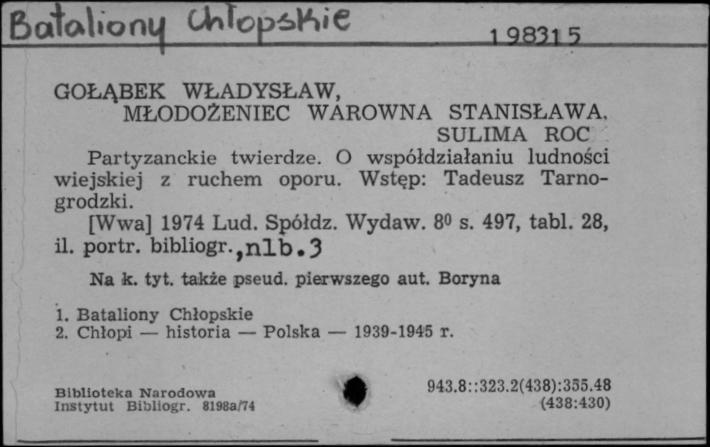 Bataliony Chłopskie
198315
GOŁĄBEK WŁADYSŁAW,
MŁODOŻENIEC WAROWNA STANISŁAWA,
SULIMA ROC
Partyzanckie twierdze. O współdziałaniu ludności
wiejskiej z ruchem oporu. Wstęp: Tadeusz Tarno-
grodzki.
[Wwa] 1974 Lud. Spółdz. Wydaw. 8⁰ s. 497, tabl. 28,
il. portr. bibliogr., nlb. 3
Na k. tyt. także pseud. pierwszego aut. Boryna
1. Bataliony Chłopskie
2. Chłopi — historia — Polska — 1939-1945 r.
Biblioteka Narodowa
Instytut Bibliogr. 8198a/74
943.8::323.2(438):355.48
(438:430)